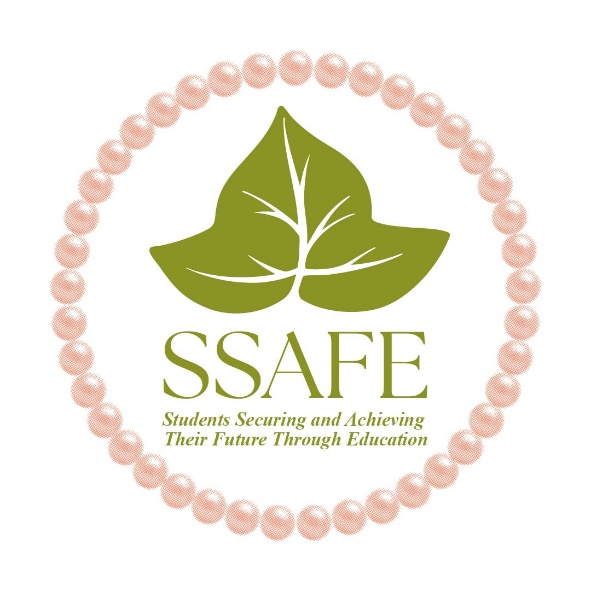 SSAFE
Students Securing and Achieving
Their Future Through Education